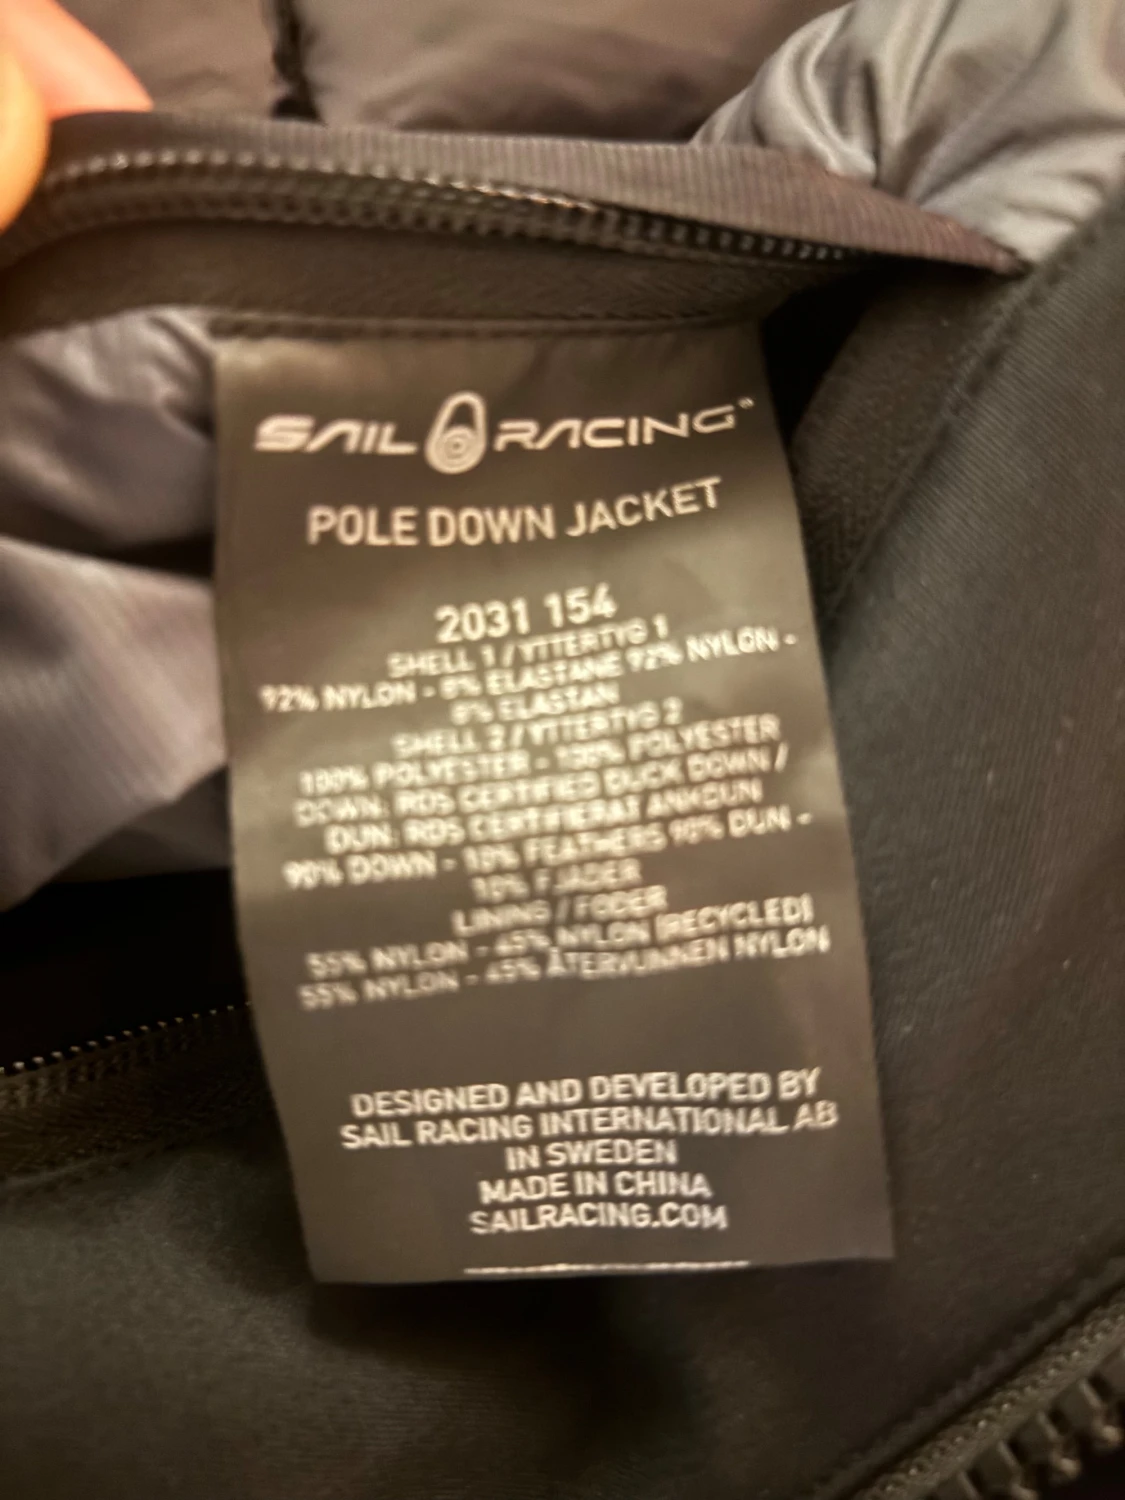 SAIL RACING®
POLE DOWN JACKET
2031 154
SHELL 1 / YTTERTYG 1
92% NYLON - 8% ELASTANE 92% NYLON -
8% ELASTAN
SHELL 2 / YTTERTYG 2
100% POLYESTER - 100% POLYESTER
DOWN: RDS CERTIFIED DUCK DOWN /
DUN: RDS CERTIFIERAT ANKDUN
90% DOWN - 10% FEATHERS 90% DUN -
10% FJÄDER
LINING / FODER
55% NYLON - 45% NYLON (RECYCLED)
55% NYLON - 45% ÅTERVUNNEN NYLON
DESIGNED AND DEVELOPED BY
SAIL RACING INTERNATIONAL AB
IN SWEDEN
MADE IN CHINA
SAILRACING.COM